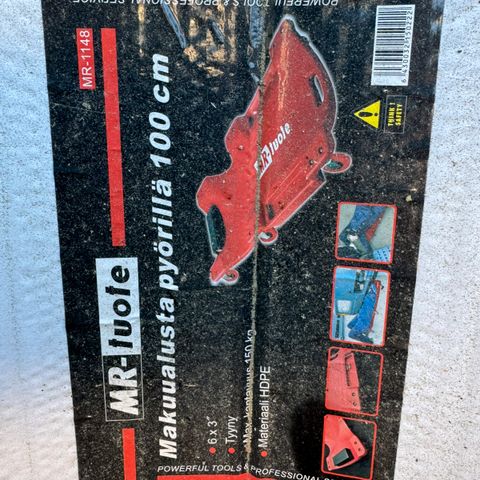 POWERFUL TOOLS & PROFESSIONAL SERVICE
MR-1148
MR-tuote
Makuualusta pyörillä 100 cm
MR-tuote
THINK 1 SAFETY
• 6 x 3"
• Tyyny
• Max kantavuus 150 kg
• Materiaali HDPE
POWERFUL TOOLS & PROFESSIONAL